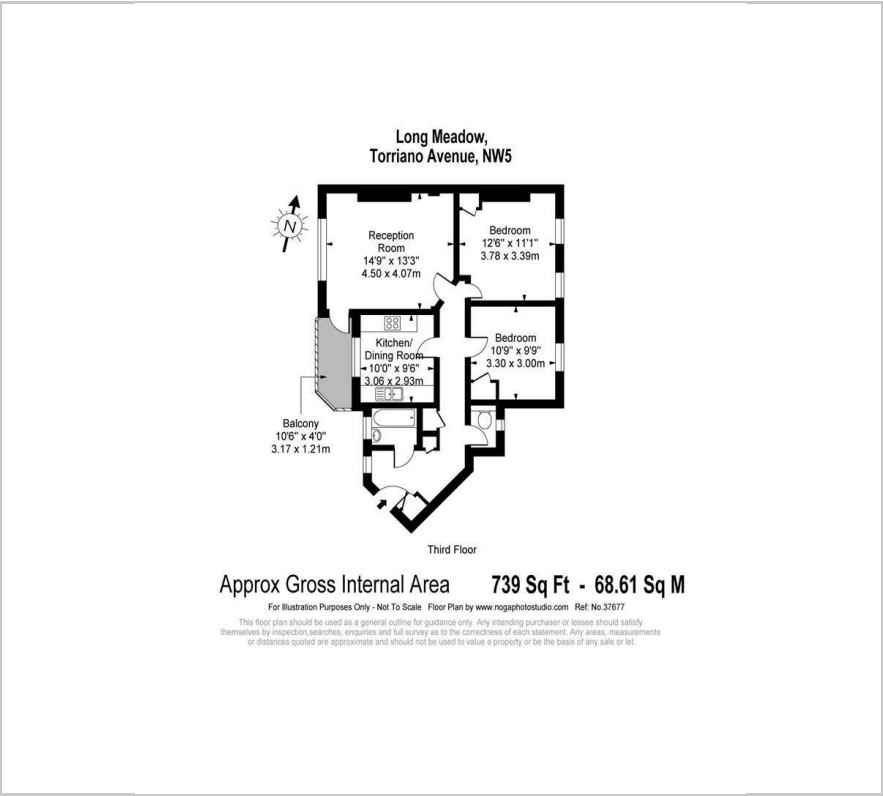 Long Meadow,
Torriano Avenue, NW5
N
Reception
Room
14'9" x 13'3"
4.50 x 4.07m
Bedroom
12'6" x 11'1"
3.78 x 3.39m
Kitchen/
Dining Room
10'0" x 9'6"
3.06 x 2.93m
Bedroom
10'9" x 9'9"
3.30 x 3.00m
Balcony
10'6" x 4'0"
3.17 x 1.21m
Third Floor
Approx Gross Internal Area 739 Sq Ft - 68.61 Sq M
For Illustration Purposes Only - Not To Scale Floor Plan by www.nogaphotostudio.com Ref: No.37677
This floor plan should be used as a general outline for guidance only. Any intending purchaser or lessee should satisfy
themselves by inspection,searches, enquiries and full survey as to the correctness of each statement. Any areas, measurements
or distances quoted are approximate and should not be used to value a property or be the basis of any sale or let.